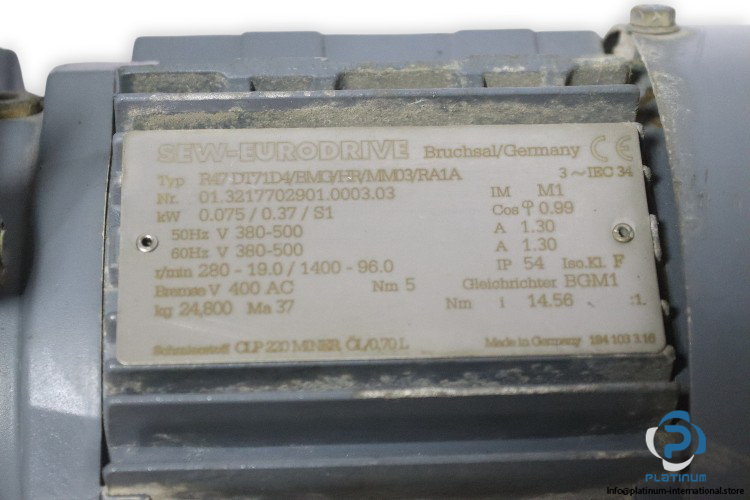 SEW-EURODRIVE Bruchsal/Germany CE
Typ R47 DT71D4/BMG/HR/MM03/RA1A 3~IEC 34
Nr. 01.3217702901.0003.03 IM M1
kW 0.075 / 0.37 / S1 Cos φ 0.99
50Hz V 380-500 A 1.30
60Hz V 380-500 A 1.30
r/min 280 - 19.0 / 1400 - 96.0 IP 54 Iso.Kl. F
Bremse V 400 AC Nm 5 Gleichrichter BGM1
kg 24,800 Ma 37 Nm i 14.56 :1
Schmierstoff CLP 220 MINER. ÖL/0,70 L Made in Germany 184 103 3.16
PLATINUM
info@platinum-international.store